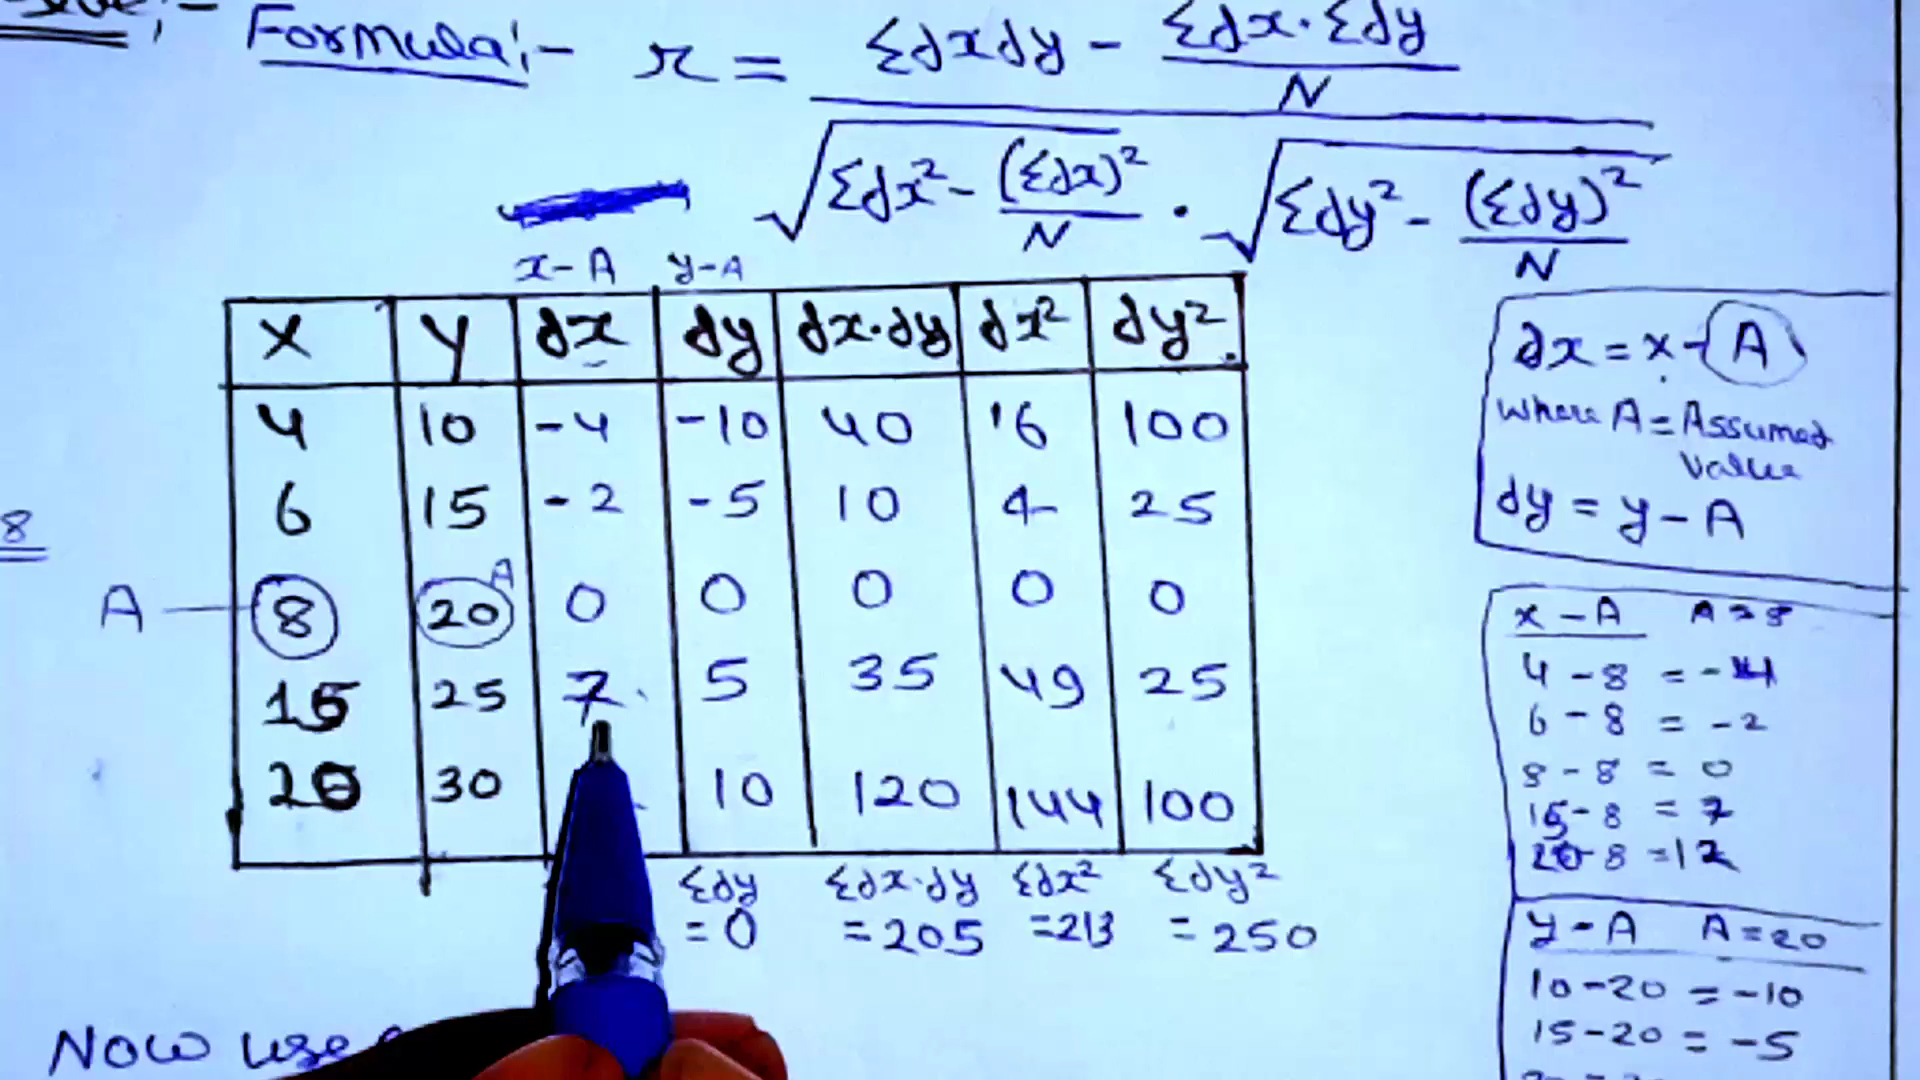 Formula:- r = Σdxdy - Σdx·Σdy / N
√Σdx² - (Σdx)² / N · √Σdy² - (Σdy)² / N
x-A y-A
X Y dx dy dx·dy dx² dy²
4 10 -4 -10 40 16 100
6 15 -2 -5 10 4 25
8
A
A 8 20 0 0 0 0 0
15 25 7 5 35 49 25
20 30 10 120 144 100
Σdy Σdx·dy Σdx² Σdy²
=0 =205 =213 =250
Now use
dx = x-A
where A = Assumed
value
dy = y-A
x-A A=8
4-8 = -4
6-8 = -2
8-8 = 0
15-8 = 7
20-8 = 12
y-A A=20
10-20 = -10
15-20 = -5